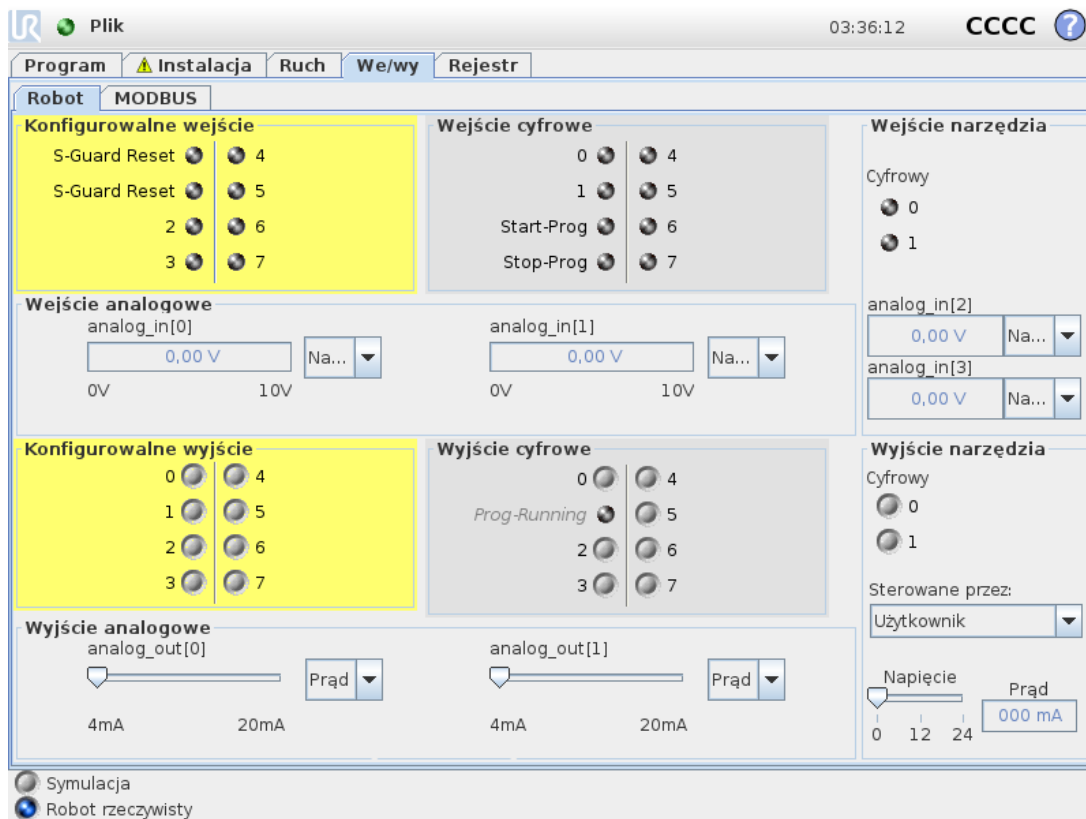 UR Plik 03:36:12 CCCC ?
Program Instalacja Ruch We/wy Rejestr
Robot MODBUS
Konfigurowalne wejście
S-Guard Reset 4
S-Guard Reset 5
2 6
3 7
Wejście cyfrowe
0 4
1 5
Start-Prog 6
Stop-Prog 7
Wejście narzędzia
Cyfrowy
0
1
analog_in[2]
0,00 V Na...
analog_in[3]
0,00 V Na...
Wejście analogowe
analog_in[0]
0,00 V Na...
0V 10V
analog_in[1]
0,00 V Na...
0V 10V
Konfigurowalne wyjście
0 4
1 5
2 6
3 7
Wyjście cyfrowe
0 4
Prog-Running 5
2 6
3 7
Wyjście narzędzia
Cyfrowy
0
1
Sterowane przez:
Użytkownik
Napięcie
0 12 24
Prąd
000 mA
Wyjście analogowe
analog_out[0]
Prąd
4mA 20mA
analog_out[1]
Prąd
4mA 20mA
Symulacja
Robot rzeczywisty